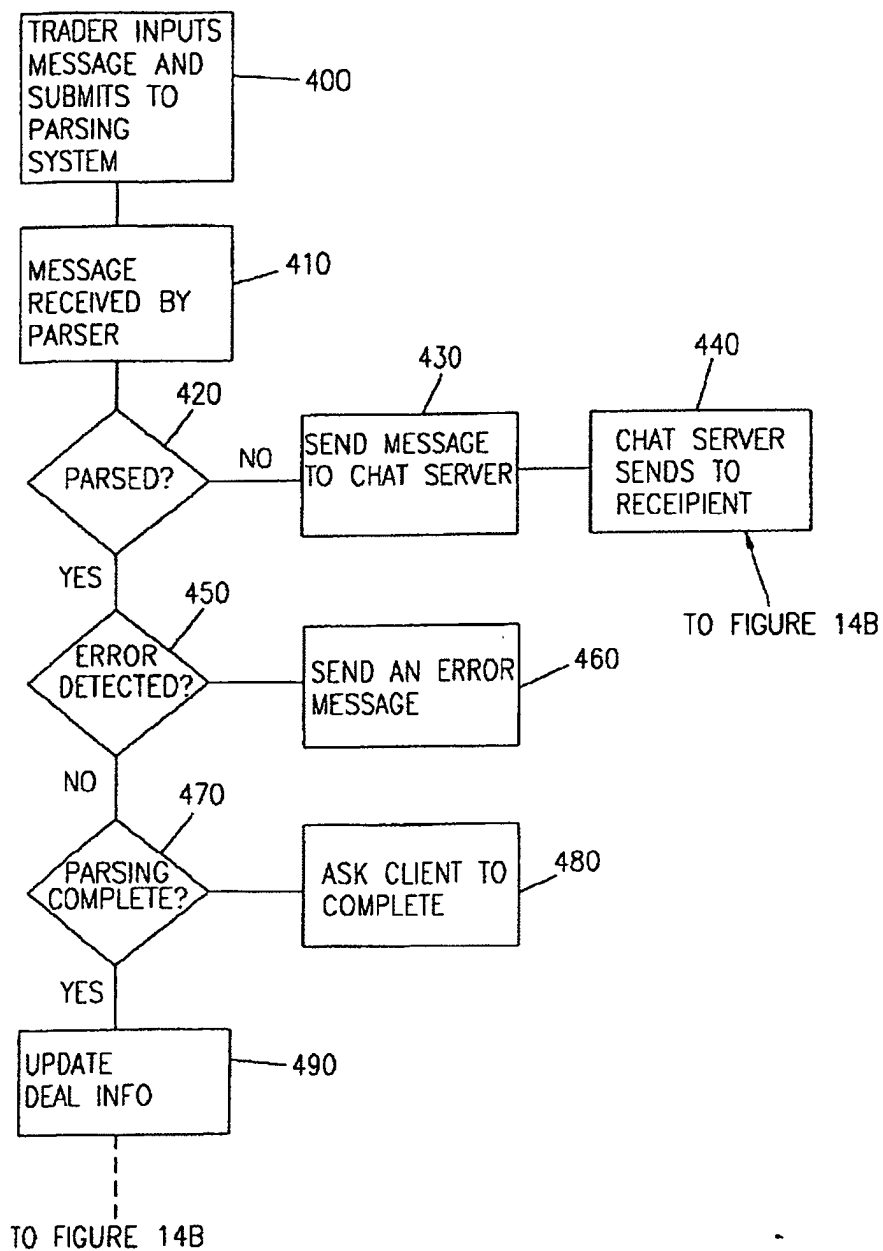 TRADER INPUTS
MESSAGE AND
SUBMITS TO
PARSING
SYSTEM
400
MESSAGE
RECEIVED BY
PARSER
410
420
PARSED?
NO
430
SEND MESSAGE
TO CHAT SERVER
440
CHAT SERVER
SENDS TO
RECEIPIENT
TO FIGURE 14B
YES
450
ERROR
DETECTED?
SEND AN ERROR
MESSAGE
460
NO
470
PARSING
COMPLETE?
ASK CLIENT TO
COMPLETE
480
YES
UPDATE
DEAL INFO
490
TO FIGURE 14B